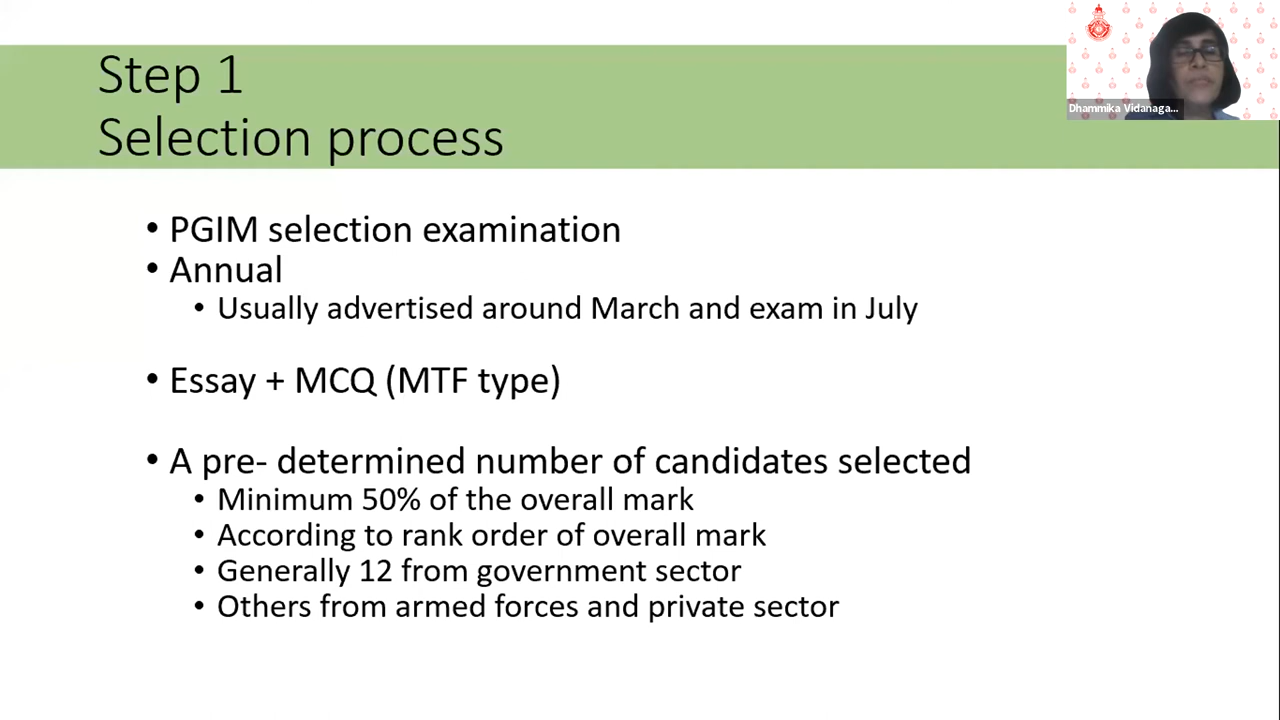 Step 1
Selection process
Dhammika Vidanaga...
• PGIM selection examination
• Annual
• Usually advertised around March and exam in July
• Essay + MCQ (MTF type)
• A pre- determined number of candidates selected
• Minimum 50% of the overall mark
• According to rank order of overall mark
• Generally 12 from government sector
• Others from armed forces and private sector